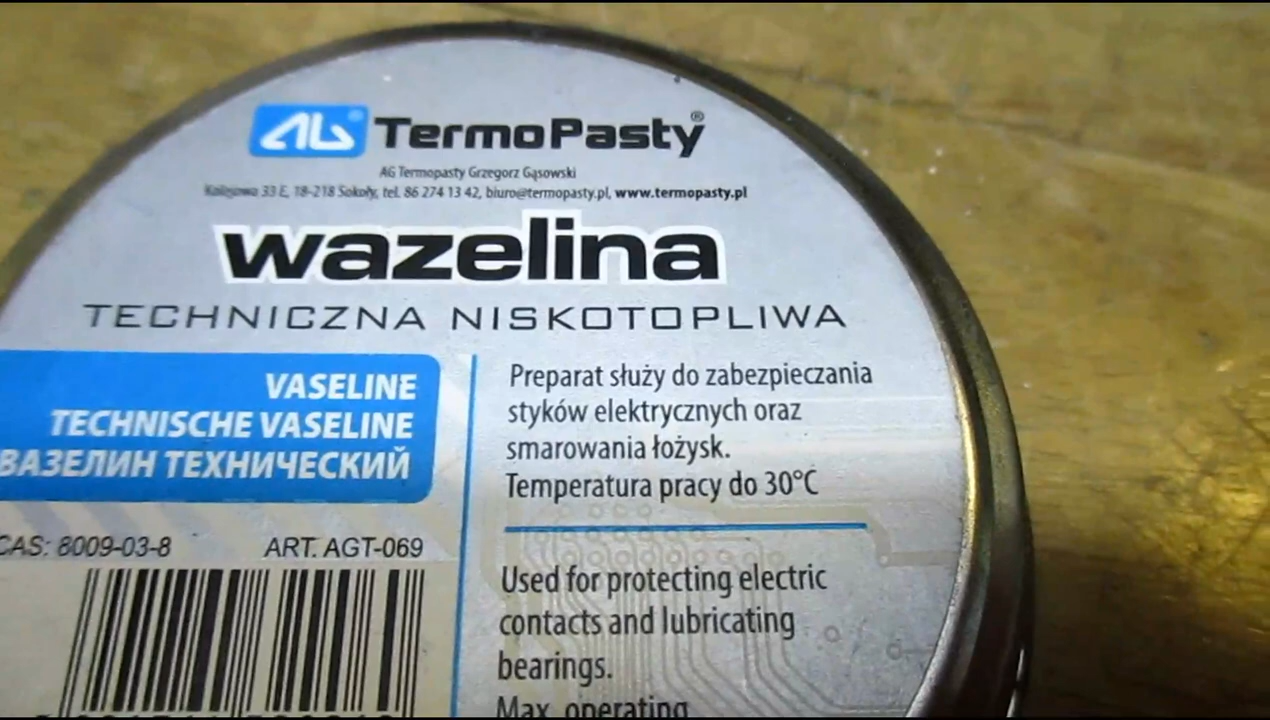 AG TermoPasty®
AG Termopasty Grzegorz Gąsowski
Kolejowa 33 E, 18-218 Sokoły, tel. 86 274 13 42, biuro@termopasty.pl, www.termopasty.pl
wazelina
TECHNICZNA NISKOTOPLIWA
VASELINE
TECHNISCHE VASELINE
ВАЗЕЛИН ТЕХНИЧЕСКИЙ
CAS: 8009-03-8 ART. AGT-069
Preparat służy do zabezpieczania
styków elektrycznych oraz
smarowania łożysk.
Temperatura pracy do 30°C
Used for protecting electric
contacts and lubricating
bearings.
Max. operating